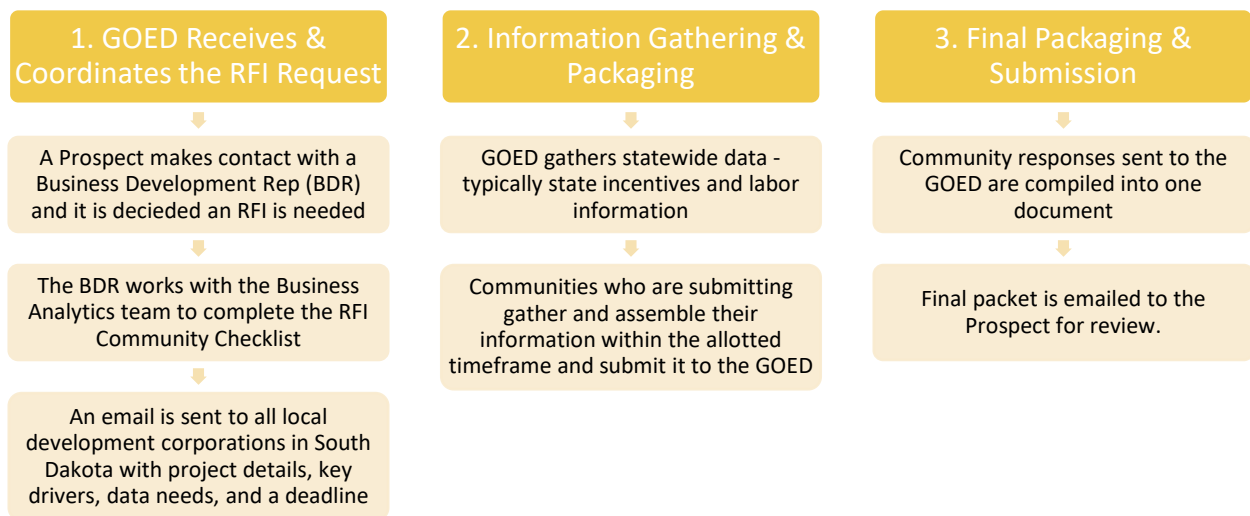 1. GOED Receives &
Coordinates the RFI Request
A Prospect makes contact with a
Business Development Rep (BDR)
and it is decieded an RFI is needed
The BDR works with the Business
Analytics team to complete the RFI
Community Checklist
An email is sent to all local
development corporations in South
Dakota with project details, key
drivers, data needs, and a deadline
2. Information Gathering &
Packaging
GOED gathers statewide data -
typically state incentives and labor
information
Communities who are submitting
gather and assemble their
information within the allotted
timeframe and submit it to the GOED
3. Final Packaging &
Submission
Community responses sent to the
GOED are compiled into one
document
Final packet is emailed to the
Prospect for review.